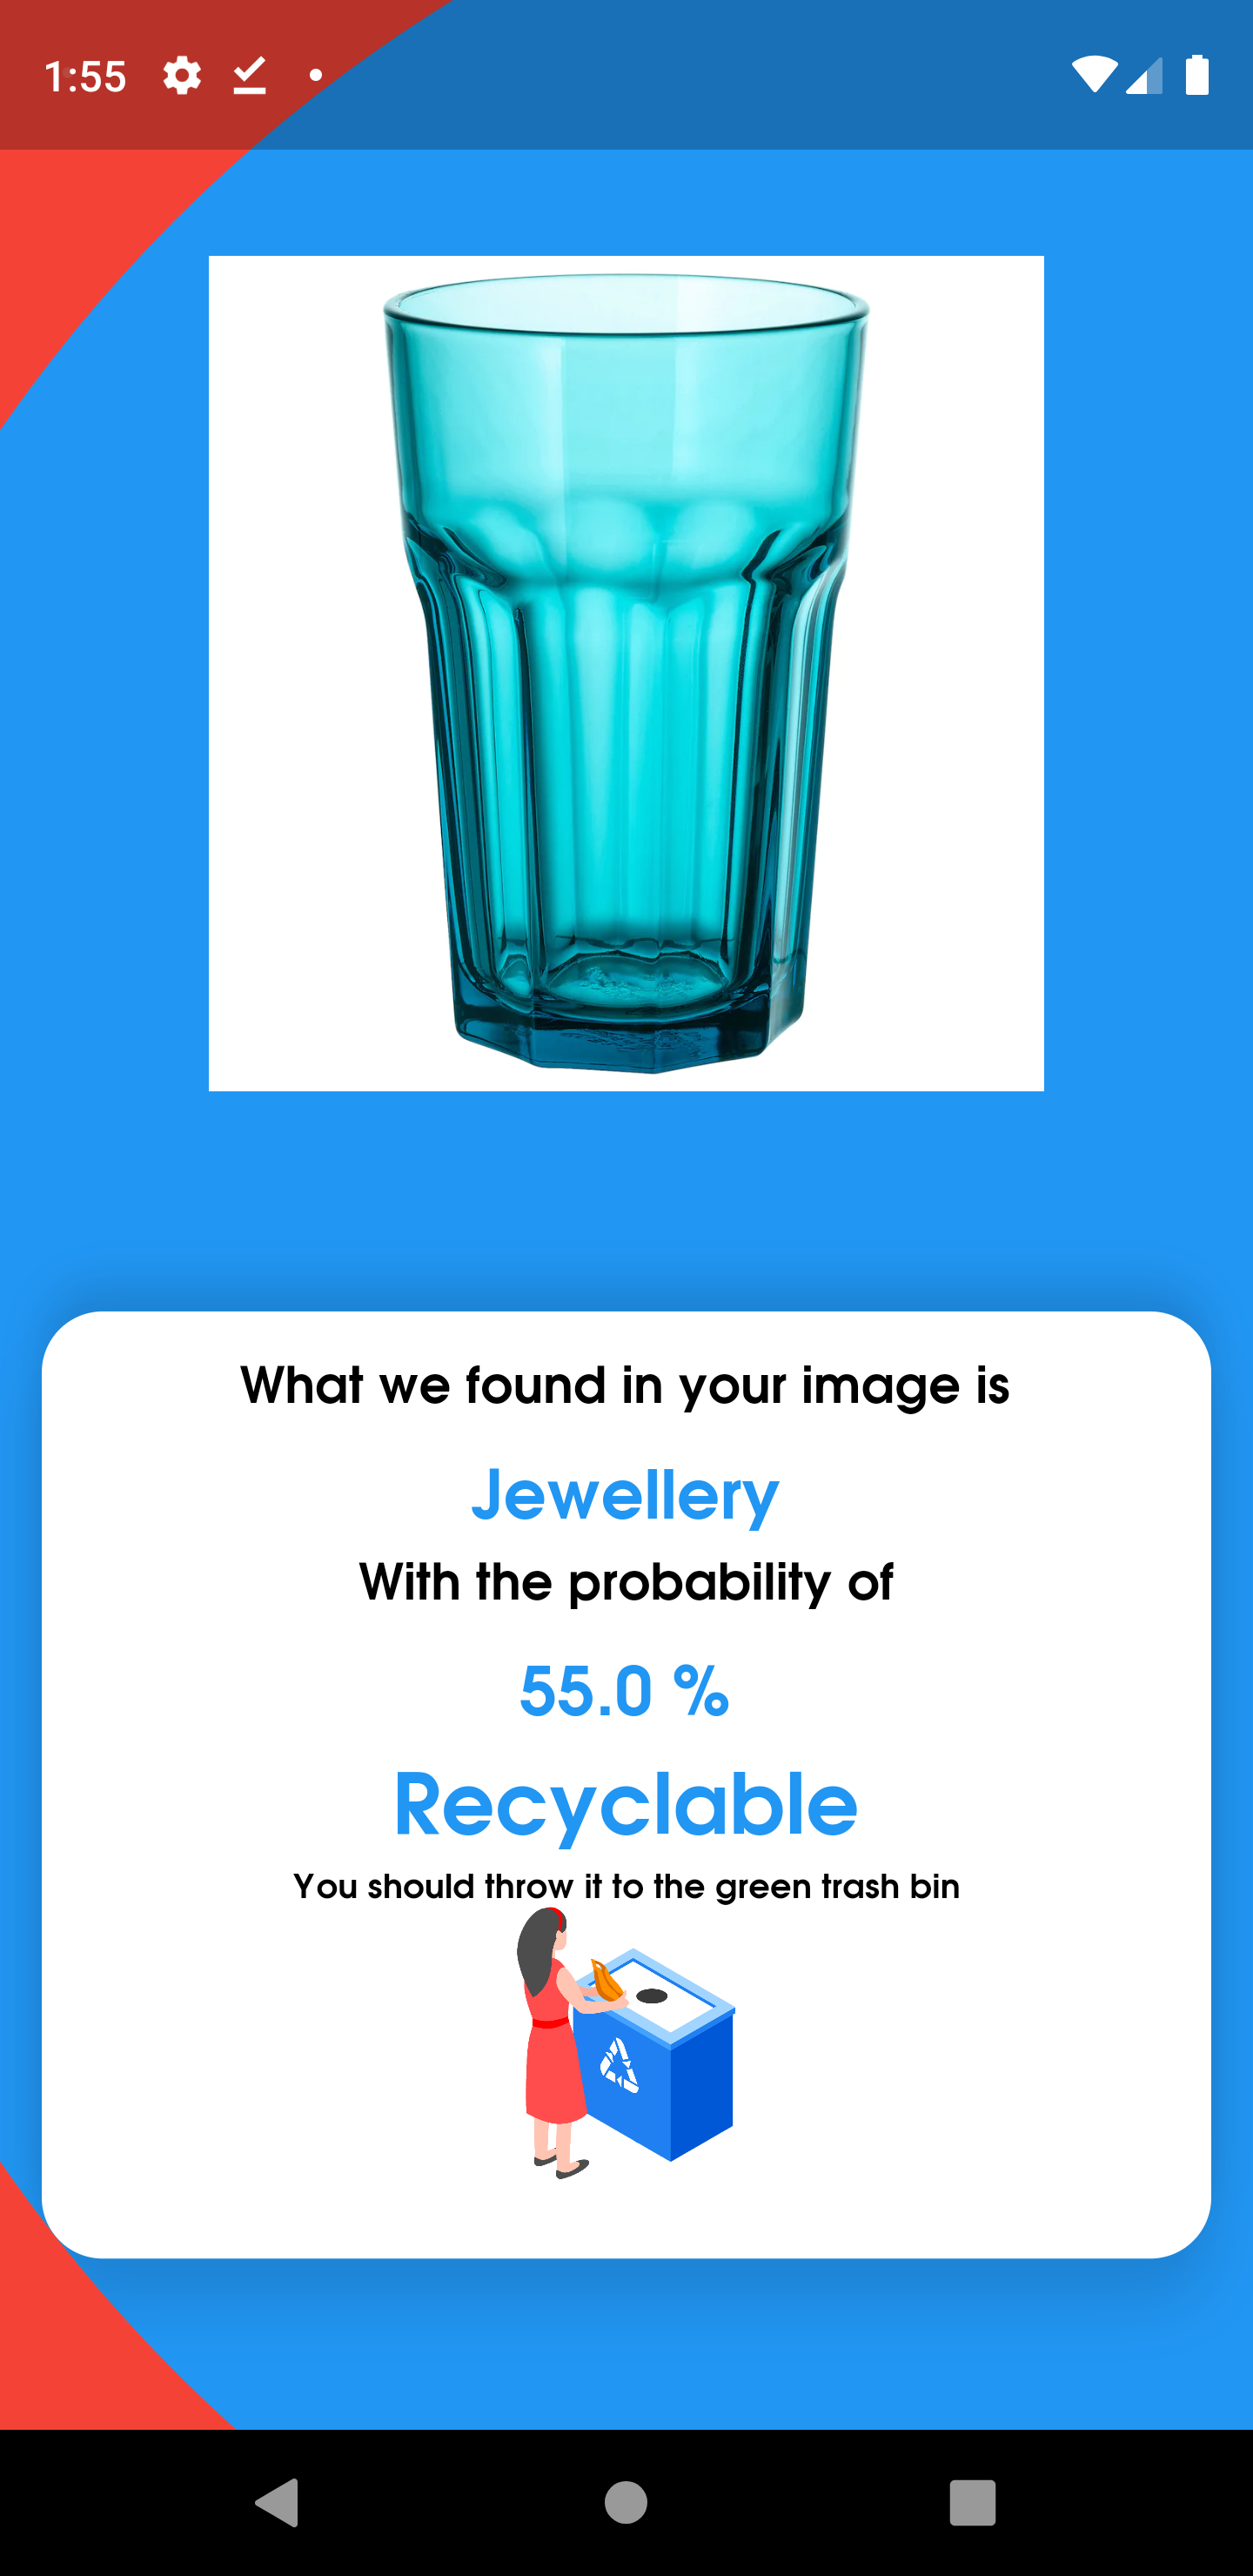 1:55
What we found in your image is
Jewellery
With the probability of
55.0 %
Recyclable
You should throw it to the green trash bin